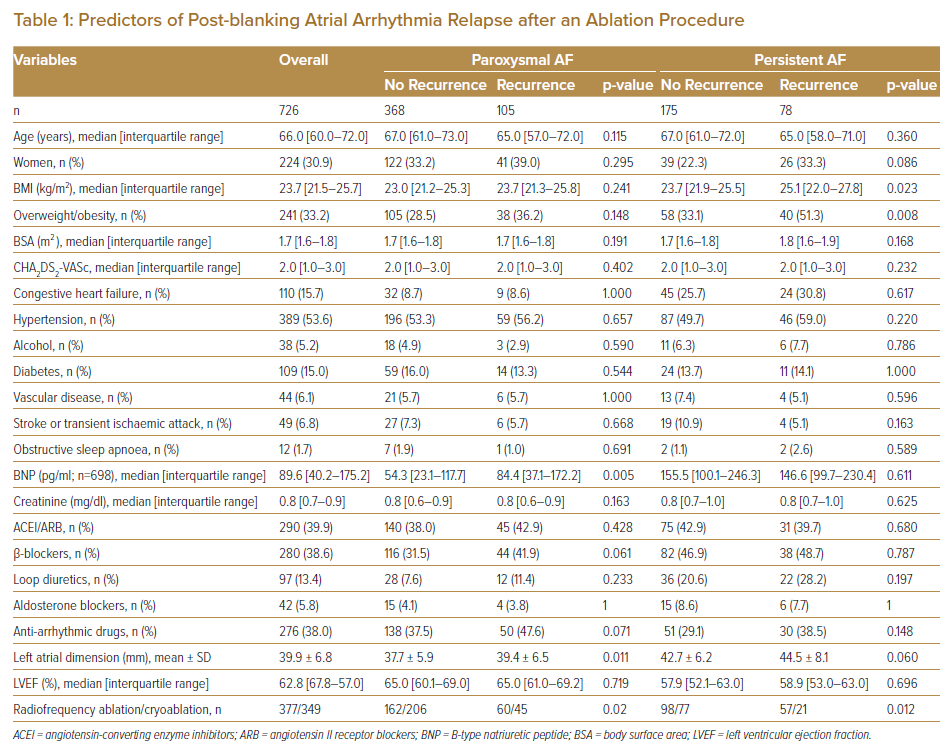 Table 1: Predictors of Post-blanking Atrial Arrhythmia Relapse after an Ablation Procedure
Variables Overall Paroxysmal AF Persistent AF
No Recurrence Recurrence p-value No Recurrence Recurrence p-value
n 726 368 105 175 78
Age (years), median [interquartile range] 66.0 [60.0–72.0] 67.0 [61.0–73.0] 65.0 [57.0–72.0] 0.115 67.0 [61.0–72.0] 65.0 [58.0–71.0] 0.360
Women, n (%) 224 (30.9) 122 (33.2) 41 (39.0) 0.295 39 (22.3) 26 (33.3) 0.086
BMI (kg/m²), median [interquartile range] 23.7 [21.5–25.7] 23.0 [21.2–25.3] 23.7 [21.3–25.8] 0.241 23.7 [21.9–25.5] 25.1 [22.0–27.8] 0.023
Overweight/obesity, n (%) 241 (33.2) 105 (28.5) 38 (36.2) 0.148 58 (33.1) 40 (51.3) 0.008
BSA (m²), median [interquartile range] 1.7 [1.6–1.8] 1.7 [1.6–1.8] 1.7 [1.6–1.8] 0.191 1.7 [1.6–1.8] 1.8 [1.6–1.9] 0.168
CHA₂DS₂-VASc, median [interquartile range] 2.0 [1.0–3.0] 2.0 [1.0–3.0] 2.0 [1.0–3.0] 0.402 2.0 [1.0–3.0] 2.0 [1.0–3.0] 0.232
Congestive heart failure, n (%) 110 (15.7) 32 (8.7) 9 (8.6) 1.000 45 (25.7) 24 (30.8) 0.617
Hypertension, n (%) 389 (53.6) 196 (53.3) 59 (56.2) 0.657 87 (49.7) 46 (59.0) 0.220
Alcohol, n (%) 38 (5.2) 18 (4.9) 3 (2.9) 0.590 11 (6.3) 6 (7.7) 0.786
Diabetes, n (%) 109 (15.0) 59 (16.0) 14 (13.3) 0.544 24 (13.7) 11 (14.1) 1.000
Vascular disease, n (%) 44 (6.1) 21 (5.7) 6 (5.7) 1.000 13 (7.4) 4 (5.1) 0.596
Stroke or transient ischaemic attack, n (%) 49 (6.8) 27 (7.3) 6 (5.7) 0.668 19 (10.9) 4 (5.1) 0.163
Obstructive sleep apnoea, n (%) 12 (1.7) 7 (1.9) 1 (1.0) 0.691 2 (1.1) 2 (2.6) 0.589
BNP (pg/ml; n=698), median [interquartile range] 89.6 [40.2–175.2] 54.3 [23.1–117.7] 84.4 [37.1–172.2] 0.005 155.5 [100.1–246.3] 146.6 [99.7–230.4] 0.611
Creatinine (mg/dl), median [interquartile range] 0.8 [0.7–0.9] 0.8 [0.6–0.9] 0.8 [0.6–0.9] 0.163 0.8 [0.7–1.0] 0.8 [0.7–1.0] 0.625
ACEI/ARB, n (%) 290 (39.9) 140 (38.0) 45 (42.9) 0.428 75 (42.9) 31 (39.7) 0.680
β-blockers, n (%) 280 (38.6) 116 (31.5) 44 (41.9) 0.061 82 (46.9) 38 (48.7) 0.787
Loop diuretics, n (%) 97 (13.4) 28 (7.6) 12 (11.4) 0.233 36 (20.6) 22 (28.2) 0.197
Aldosterone blockers, n (%) 42 (5.8) 15 (4.1) 4 (3.8) 1 15 (8.6) 6 (7.7) 1
Anti-arrhythmic drugs, n (%) 276 (38.0) 138 (37.5) 50 (47.6) 0.071 51 (29.1) 30 (38.5) 0.148
Left atrial dimension (mm), mean ± SD 39.9 ± 6.8 37.7 ± 5.9 39.4 ± 6.5 0.011 42.7 ± 6.2 44.5 ± 8.1 0.060
LVEF (%), median [interquartile range] 62.8 [67.8–57.0] 65.0 [60.1–69.0] 65.0 [61.0–69.2] 0.719 57.9 [52.1–63.0] 58.9 [53.0–63.0] 0.696
Radiofrequency ablation/cryoablation, n 377/349 162/206 60/45 0.02 98/77 57/21 0.012
ACEI = angiotensin-converting enzyme inhibitors; ARB = angiotensin II receptor blockers; BNP = B-type natriuretic peptide; BSA = body surface area; LVEF = left ventricular ejection fraction.